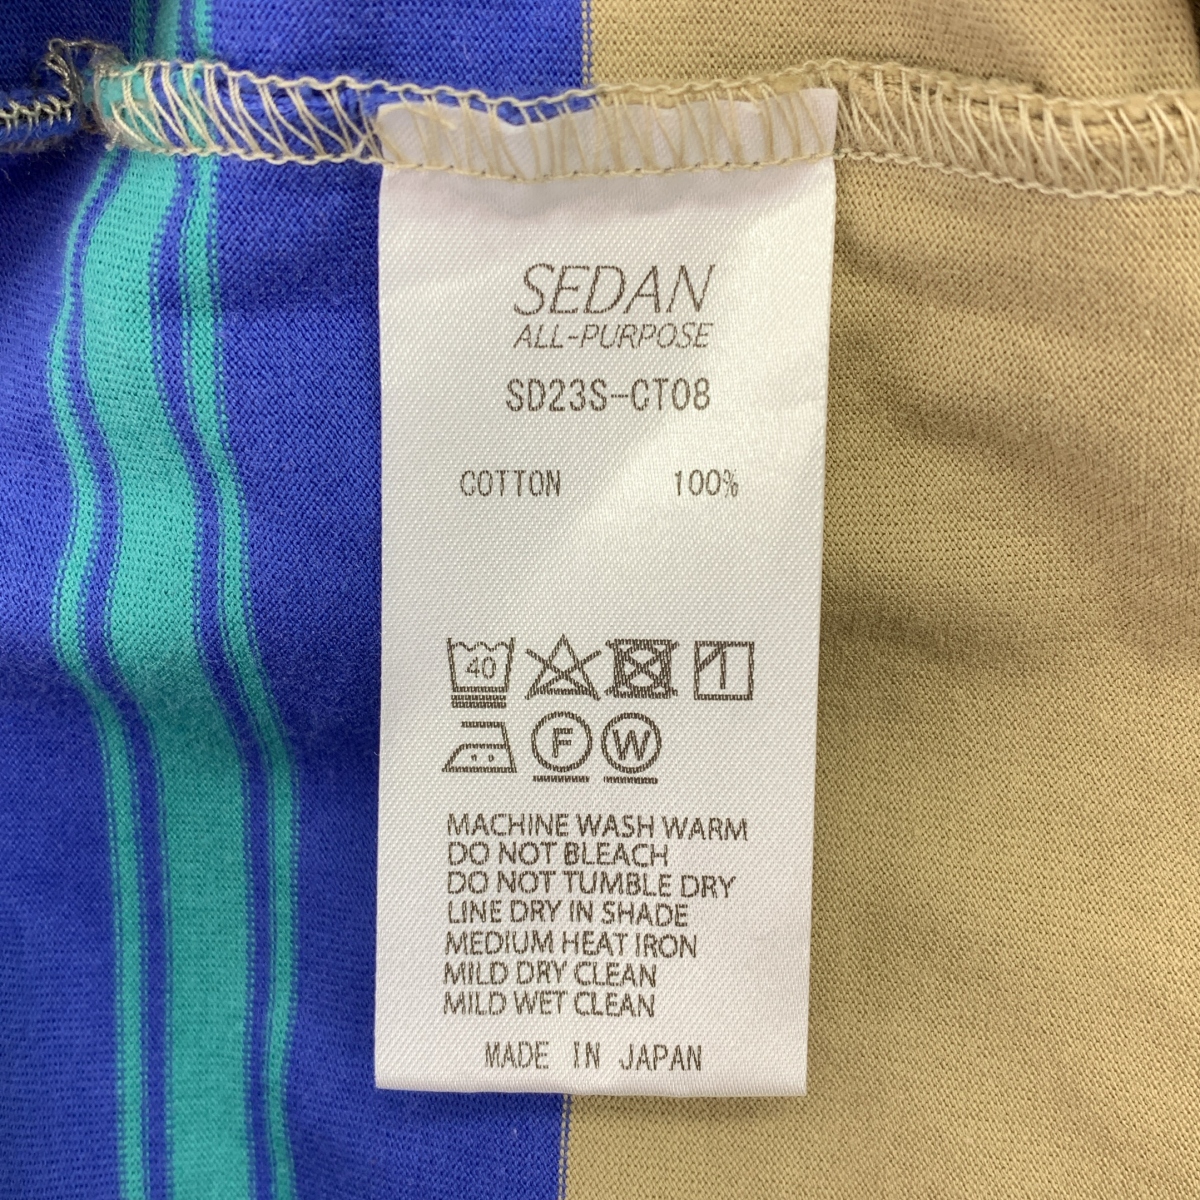 SEDAN
ALL-PURPOSE
SD23S-CT08
COTTON 100%
40
F W
MACHINE WASH WARM
DO NOT BLEACH
DO NOT TUMBLE DRY
LINE DRY IN SHADE
MEDIUM HEAT IRON
MILD DRY CLEAN
MILD WET CLEAN
MADE IN JAPAN